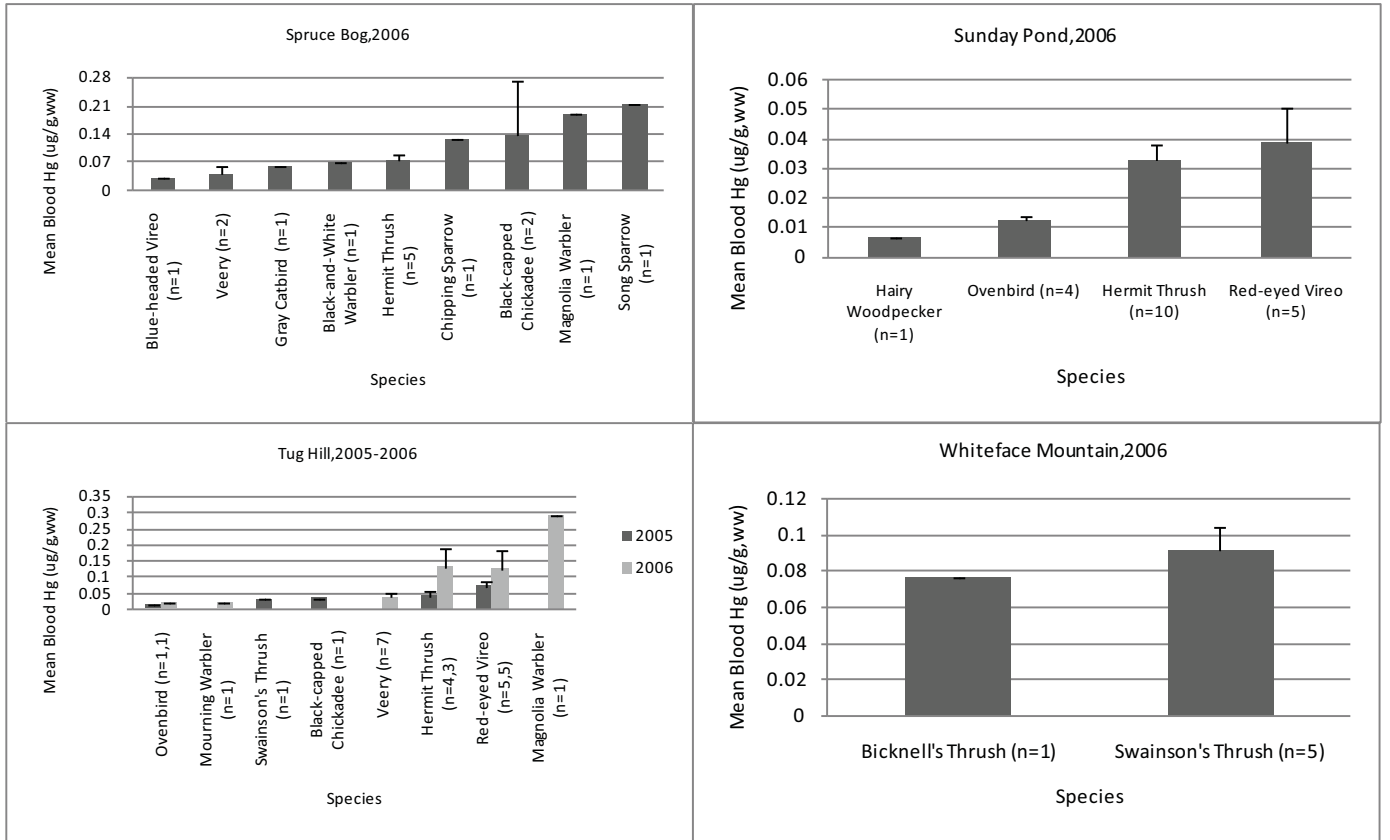 Spruce Bog,2006
Mean Blood Hg (ug/g,ww)
0.28
0.21
0.14
0.07
0
Blue-headed Vireo
(n=1)
Veery (n=2)
Gray Catbird (n=1)
Black-and-White
Warbler (n=1)
Hermit Thrush
(n=5)
Chipping Sparrow
(n=1)
Black-capped
Chickadee (n=2)
Magnolia Warbler
(n=1)
Song Sparrow
(n=1)
Species
Sunday Pond,2006
Mean Blood Hg (ug/g,ww)
0.06
0.05
0.04
0.03
0.02
0.01
0
Hairy
Woodpecker
(n=1)
Ovenbird (n=4)
Hermit Thrush
(n=10)
Red-eyed Vireo
(n=5)
Species
Tug Hill,2005-2006
Mean Blood Hg (ug/g,ww)
0.35
0.3
0.25
0.2
0.15
0.1
0.05
0
Ovenbird (n=1,1)
Mourning Warbler
(n=1)
Swainson's Thrush
(n=1)
Black-capped
Chickadee (n=1)
Veery (n=7)
Hermit Thrush
(n=4,3)
Red-eyed Vireo
(n=5,5)
Magnolia Warbler
(n=1)
Species
2005
2006
Whiteface Mountain,2006
Mean Blood Hg (ug/g,ww)
0.12
0.1
0.08
0.06
0.04
0.02
0
Bicknell's Thrush (n=1)
Swainson's Thrush (n=5)
Species